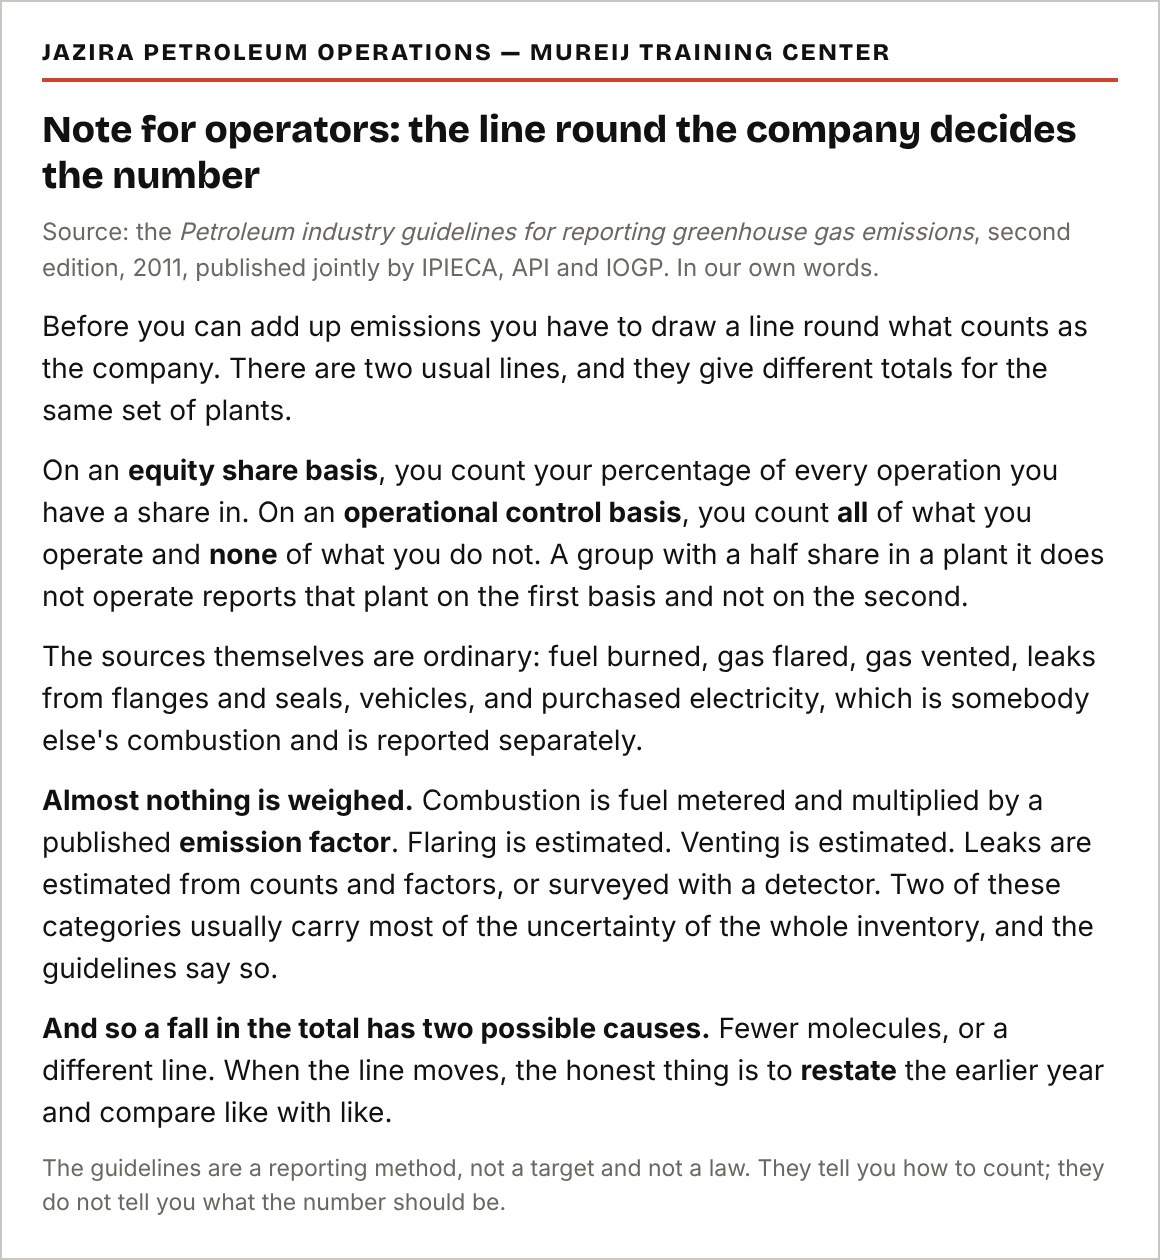 JAZIRA PETROLEUM OPERATIONS — MUREIJ TRAINING CENTER
Note for operators: the line round the company decides
the number
Source: the Petroleum industry guidelines for reporting greenhouse gas emissions, second
edition, 2011, published jointly by IPIECA, API and IOGP. In our own words.
Before you can add up emissions you have to draw a line round what counts as
the company. There are two usual lines, and they give different totals for the
same set of plants.
On an equity share basis, you count your percentage of every operation you
have a share in. On an operational control basis, you count all of what you
operate and none of what you do not. A group with a half share in a plant it does
not operate reports that plant on the first basis and not on the second.
The sources themselves are ordinary: fuel burned, gas flared, gas vented, leaks
from flanges and seals, vehicles, and purchased electricity, which is somebody
else's combustion and is reported separately.
Almost nothing is weighed. Combustion is fuel metered and multiplied by a
published emission factor. Flaring is estimated. Venting is estimated. Leaks are
estimated from counts and factors, or surveyed with a detector. Two of these
categories usually carry most of the uncertainty of the whole inventory, and the
guidelines say so.
And so a fall in the total has two possible causes. Fewer molecules, or a
different line. When the line moves, the honest thing is to restate the earlier year
and compare like with like.
The guidelines are a reporting method, not a target and not a law. They tell you how to count; they
do not tell you what the number should be.